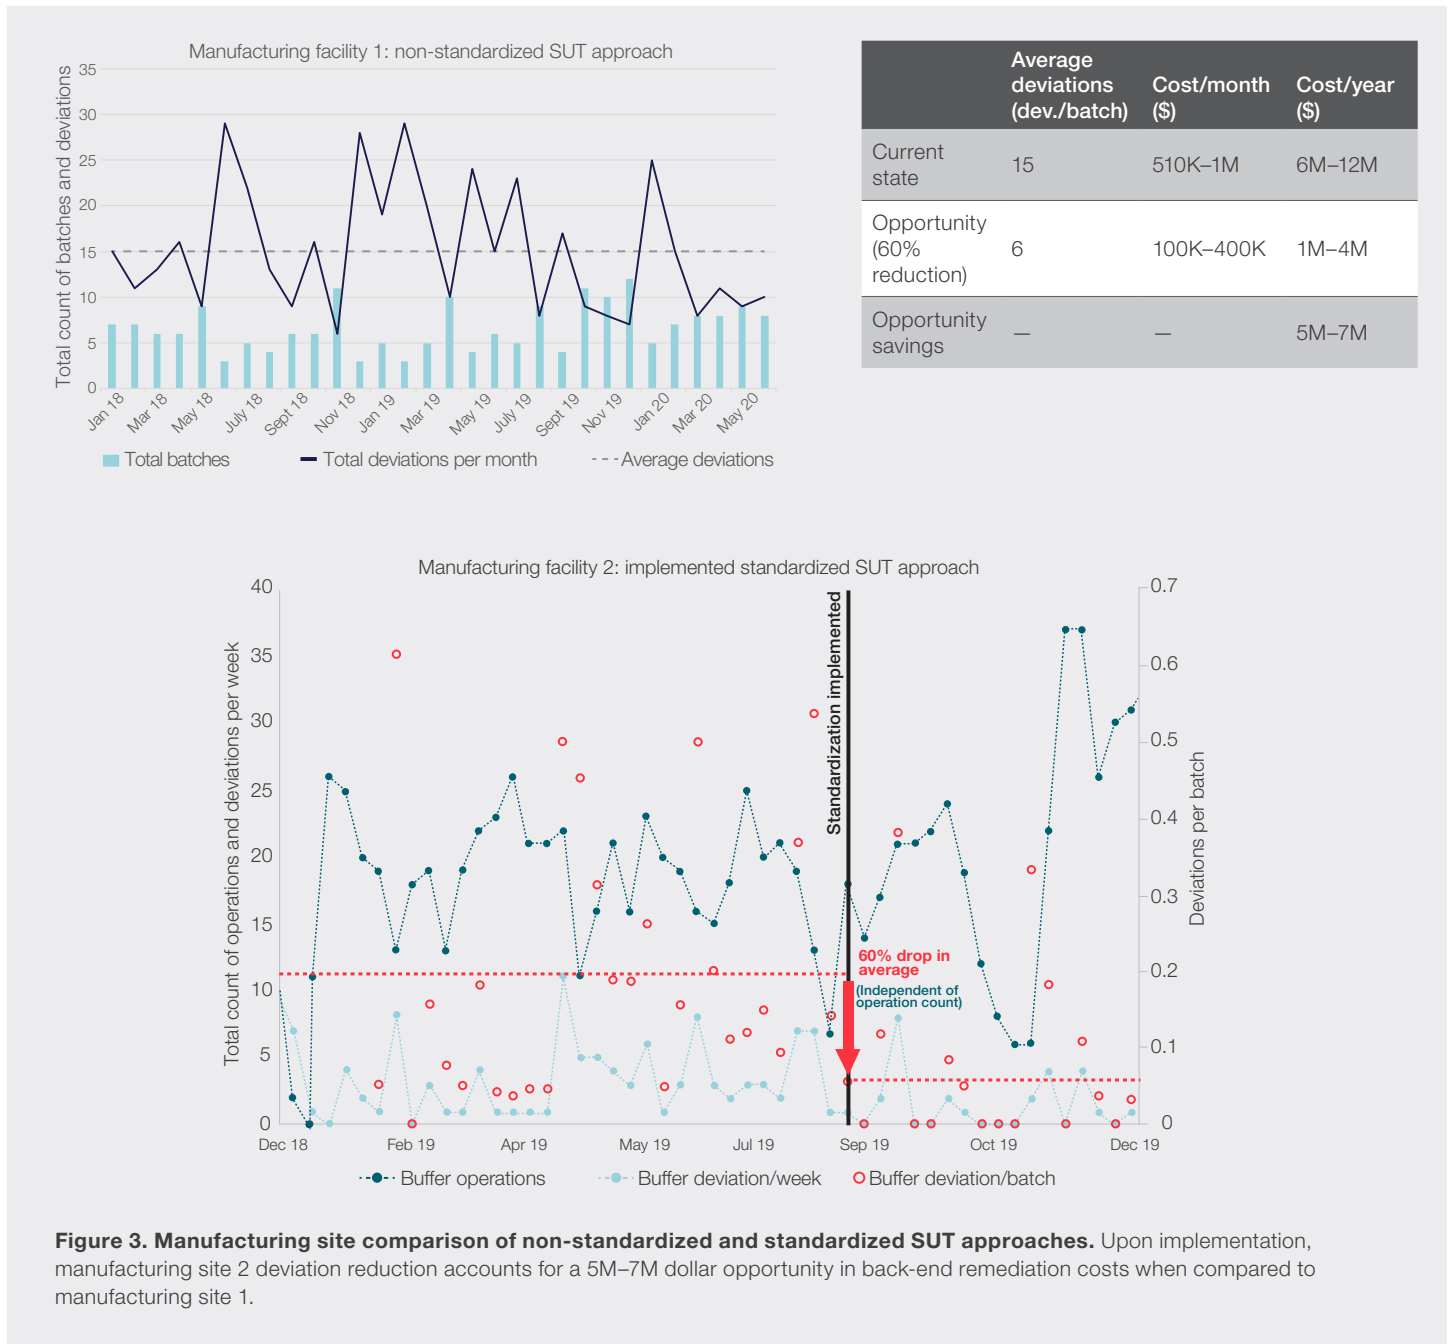 Manufacturing facility 1: non-standardized SUT approach
Total count of batches and deviations
35
30
25
20
15
10
5
0
Jan 18
Mar 18
May 18
July 18
Sept 18
Nov 18
Jan 19
Mar 19
May 19
July 19
Sept 19
Nov 19
Jan 20
Mar 20
May 20
Total batches
Total deviations per month
Average deviations
Average deviations (dev./batch)
Cost/month ($)
Cost/year ($)
Current state
15
510K–1M
6M–12M
Opportunity (60% reduction)
6
100K–400K
1M–4M
Opportunity savings
—
—
5M–7M
Manufacturing facility 2: implemented standardized SUT approach
Total count of operations and deviations per week
40
35
30
25
20
15
10
5
0
Standardization implemented
60% drop in
average
(Independent of
operation count)
0.7
0.6
0.5
0.4
0.3
0.2
0.1
0
Deviations per batch
Dec 18
Feb 19
Apr 19
May 19
Jul 19
Sep 19
Oct 19
Dec 19
Buffer operations
Buffer deviation/week
Buffer deviation/batch
Figure 3. Manufacturing site comparison of non-standardized and standardized SUT approaches. Upon implementation,
manufacturing site 2 deviation reduction accounts for a 5M–7M dollar opportunity in back-end remediation costs when compared to
manufacturing site 1.